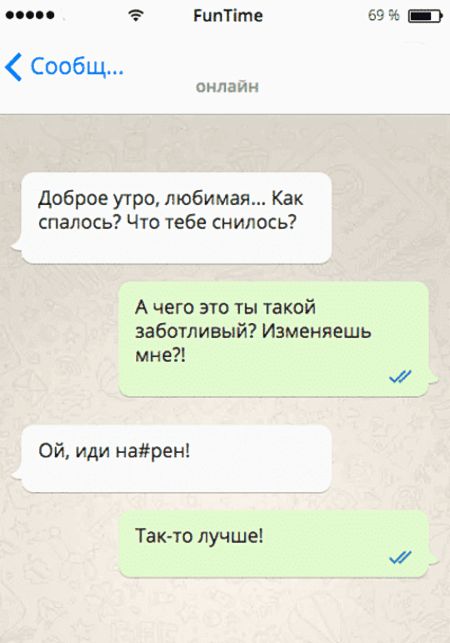 FunTime 69 %
Сообщ...
онлайн
Доброе утро, любимая... Как
спалось? Что тебе снилось?
А чего это ты такой
заботливый? Изменяешь
мне?!
Ой, иди на#рен!
Так-то лучше!